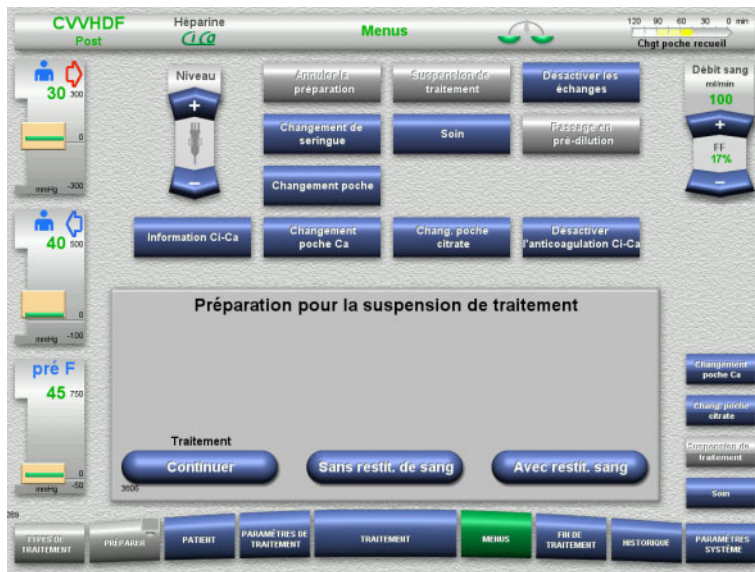 CVVHDF
Post
Héparine
CiCa
Menus
120 90 60 30 0 min
Chgt poche recueil
30
300
0
mmHg
-300
Niveau
+
−
Annuler la
préparation
Suspension de
traitement
Désactiver les
échanges
Changement de
seringue
Soin
Passage en
pré-dilution
Changement poche
Information Ci-Ca
Changement
poche Ca
Chang. poche
citrate
Désactiver
l'anticoagulation Ci-Ca
Débit sang
ml/min
100
+
FF
17%
−
40
500
0
mmHg
-100
pré F
45
750
0
mmHg
-50
Préparation pour la suspension de traitement
Traitement
Continuer
Sans restit. de sang
Avec restit. sang
3606
Changement
poche Ca
Chang. poche
citrate
Suspension de
traitement
Soin
289
TYPES DE
TRAITEMENT
PRÉPARER
PATIENT
PARAMÈTRES DE
TRAITEMENT
TRAITEMENT
MENUS
FIN DE
TRAITEMENT
HISTORIQUE
PARAMÈTRES
SYSTÈME